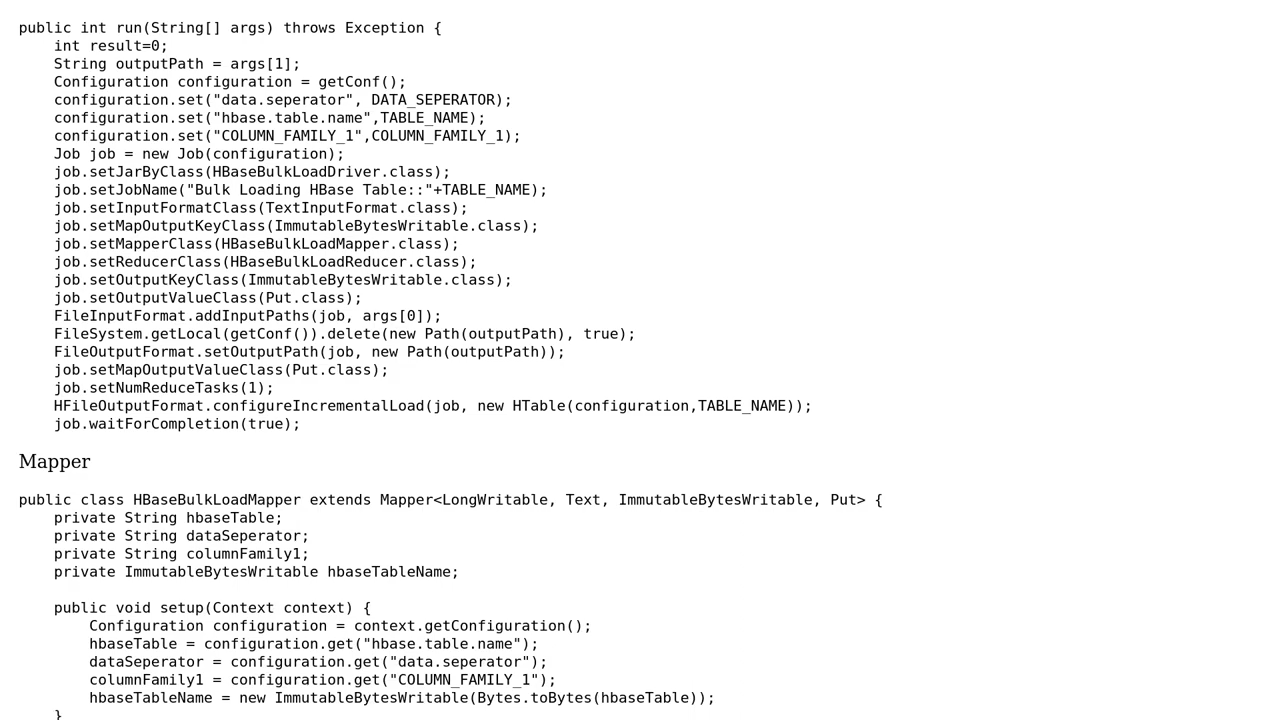 public int run(String[] args) throws Exception {
    int result=0;
    String outputPath = args[1];
    Configuration configuration = getConf();
    configuration.set("data.seperator", DATA_SEPERATOR);
    configuration.set("hbase.table.name",TABLE_NAME);
    configuration.set("COLUMN_FAMILY_1",COLUMN_FAMILY_1);
    Job job = new Job(configuration);
    job.setJarByClass(HBaseBulkLoadDriver.class);
    job.setJobName("Bulk Loading HBase Table::"+TABLE_NAME);
    job.setInputFormatClass(TextInputFormat.class);
    job.setMapOutputKeyClass(ImmutableBytesWritable.class);
    job.setMapperClass(HBaseBulkLoadMapper.class);
    job.setReducerClass(HBaseBulkLoadReducer.class);
    job.setOutputKeyClass(ImmutableBytesWritable.class);
    job.setOutputValueClass(Put.class);
    FileInputFormat.addInputPaths(job, args[0]);
    FileSystem.getLocal(getConf()).delete(new Path(outputPath), true);
    FileOutputFormat.setOutputPath(job, new Path(outputPath));
    job.setMapOutputValueClass(Put.class);
    job.setNumReduceTasks(1);
    HFileOutputFormat.configureIncrementalLoad(job, new HTable(configuration,TABLE_NAME));
    job.waitForCompletion(true);
Mapper
public class HBaseBulkLoadMapper extends Mapper<LongWritable, Text, ImmutableBytesWritable, Put> {
    private String hbaseTable;
    private String dataSeperator;
    private String columnFamily1;
    private ImmutableBytesWritable hbaseTableName;
    public void setup(Context context) {
        Configuration configuration = context.getConfiguration();
        hbaseTable = configuration.get("hbase.table.name");
        dataSeperator = configuration.get("data.seperator");
        columnFamily1 = configuration.get("COLUMN_FAMILY_1");
        hbaseTableName = new ImmutableBytesWritable(Bytes.toBytes(hbaseTable));
    }